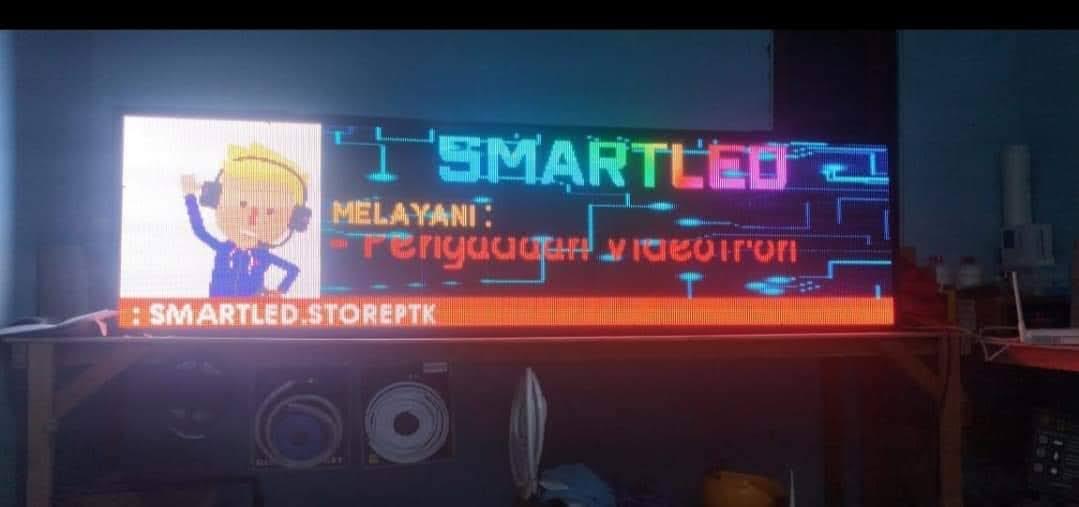 SMARTLED
MELAYANI :
- Pengadaan Videotron
: SMARTLED.STOREPTK